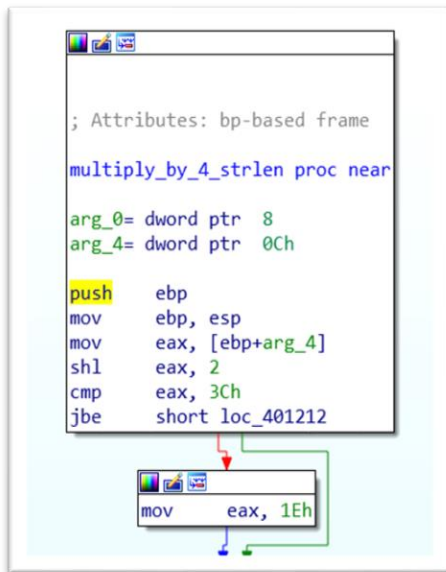 ; Attributes: bp-based frame
multiply_by_4_strlen proc near
arg_0= dword ptr  8
arg_4= dword ptr  0Ch
push    ebp
mov     ebp, esp
mov     eax, [ebp+arg_4]
shl     eax, 2
cmp     eax, 3Ch
jbe     short loc_401212
mov     eax, 1Eh